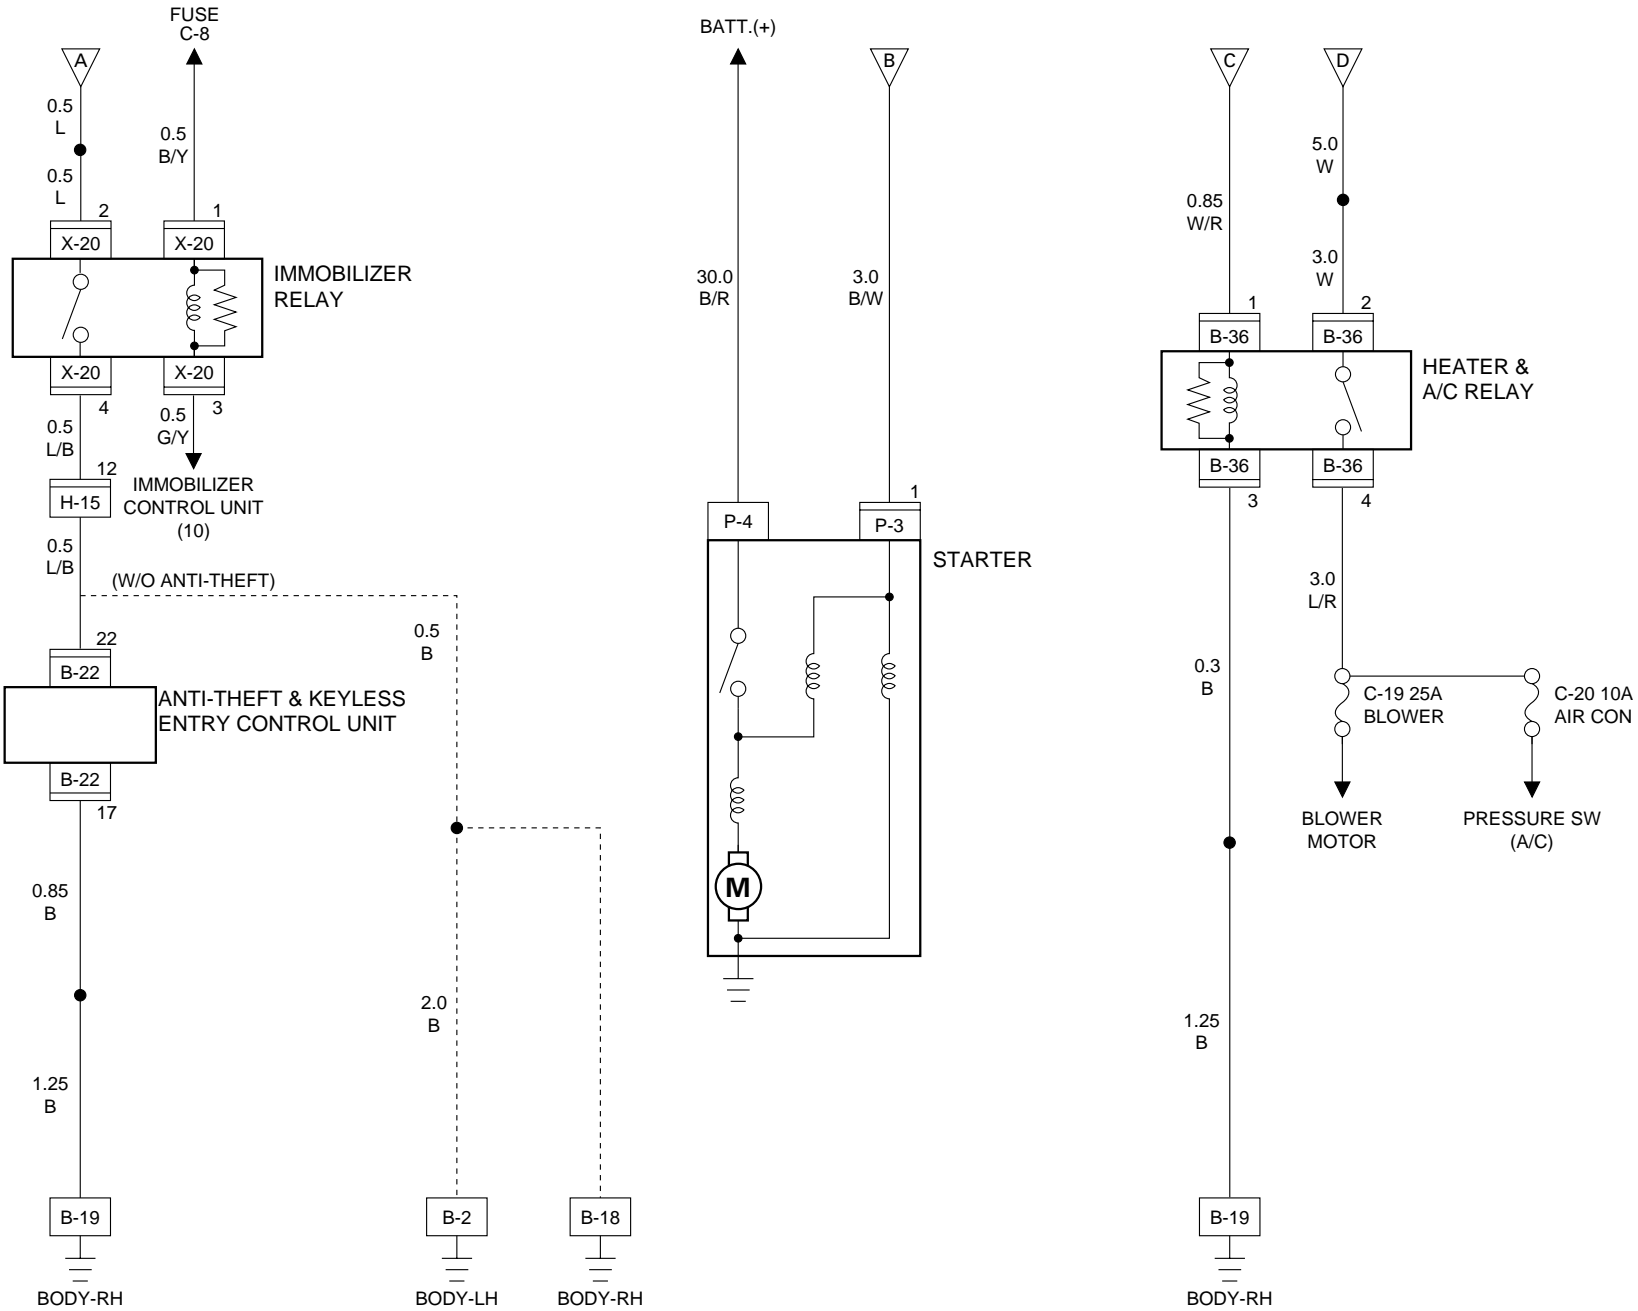 FUSE
C-8
A
0.5
L
0.5
B/Y
0.5
L
2
1
X-20
X-20
IMMOBILIZER
RELAY
X-20
X-20
4
3
0.5
L/B
0.5
G/Y
12
H-15
IMMOBILIZER
CONTROL UNIT
(10)
0.5
L/B
(W/O ANTI-THEFT)
0.5
B
22
B-22
ANTI-THEFT & KEYLESS
ENTRY CONTROL UNIT
B-22
17
0.85
B
2.0
B
1.25
B
B-19
BODY-RH
B-2
BODY-LH
B-18
BODY-RH
BATT.(+)
B
30.0
B/R
3.0
B/W
1
P-4
P-3
STARTER
M
C
D
5.0
W
0.85
W/R
3.0
W
1
2
B-36
B-36
HEATER &
A/C RELAY
B-36
B-36
3
4
3.0
L/R
0.3
B
C-19 25A
BLOWER
C-20 10A
AIR CON
BLOWER
MOTOR
PRESSURE SW
(A/C)
1.25
B
B-19
BODY-RH